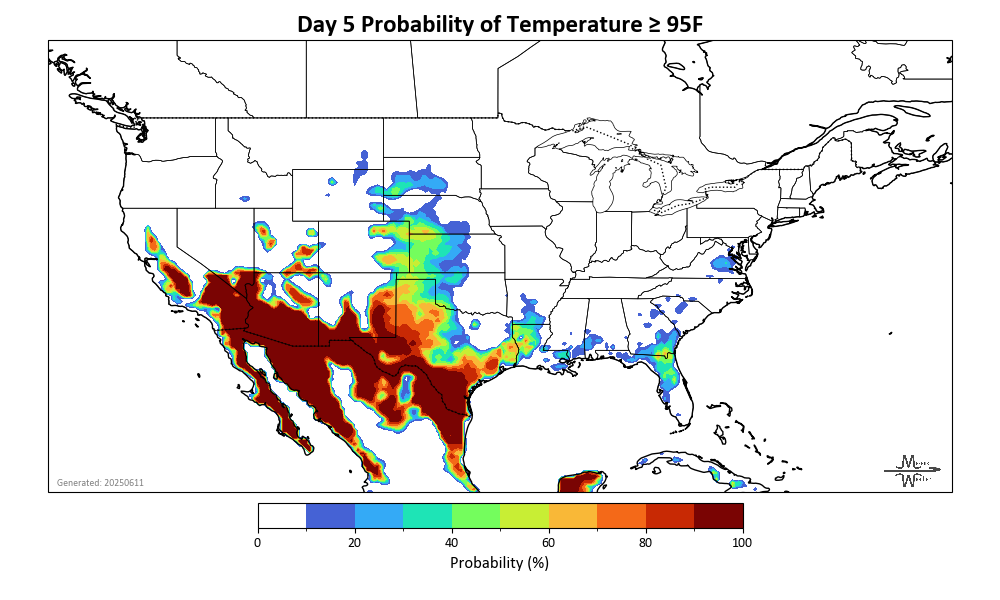 Day 5 Probability of Temperature ≥ 95F
Generated: 20250611
0 20 40 60 80 100
Probability (%)